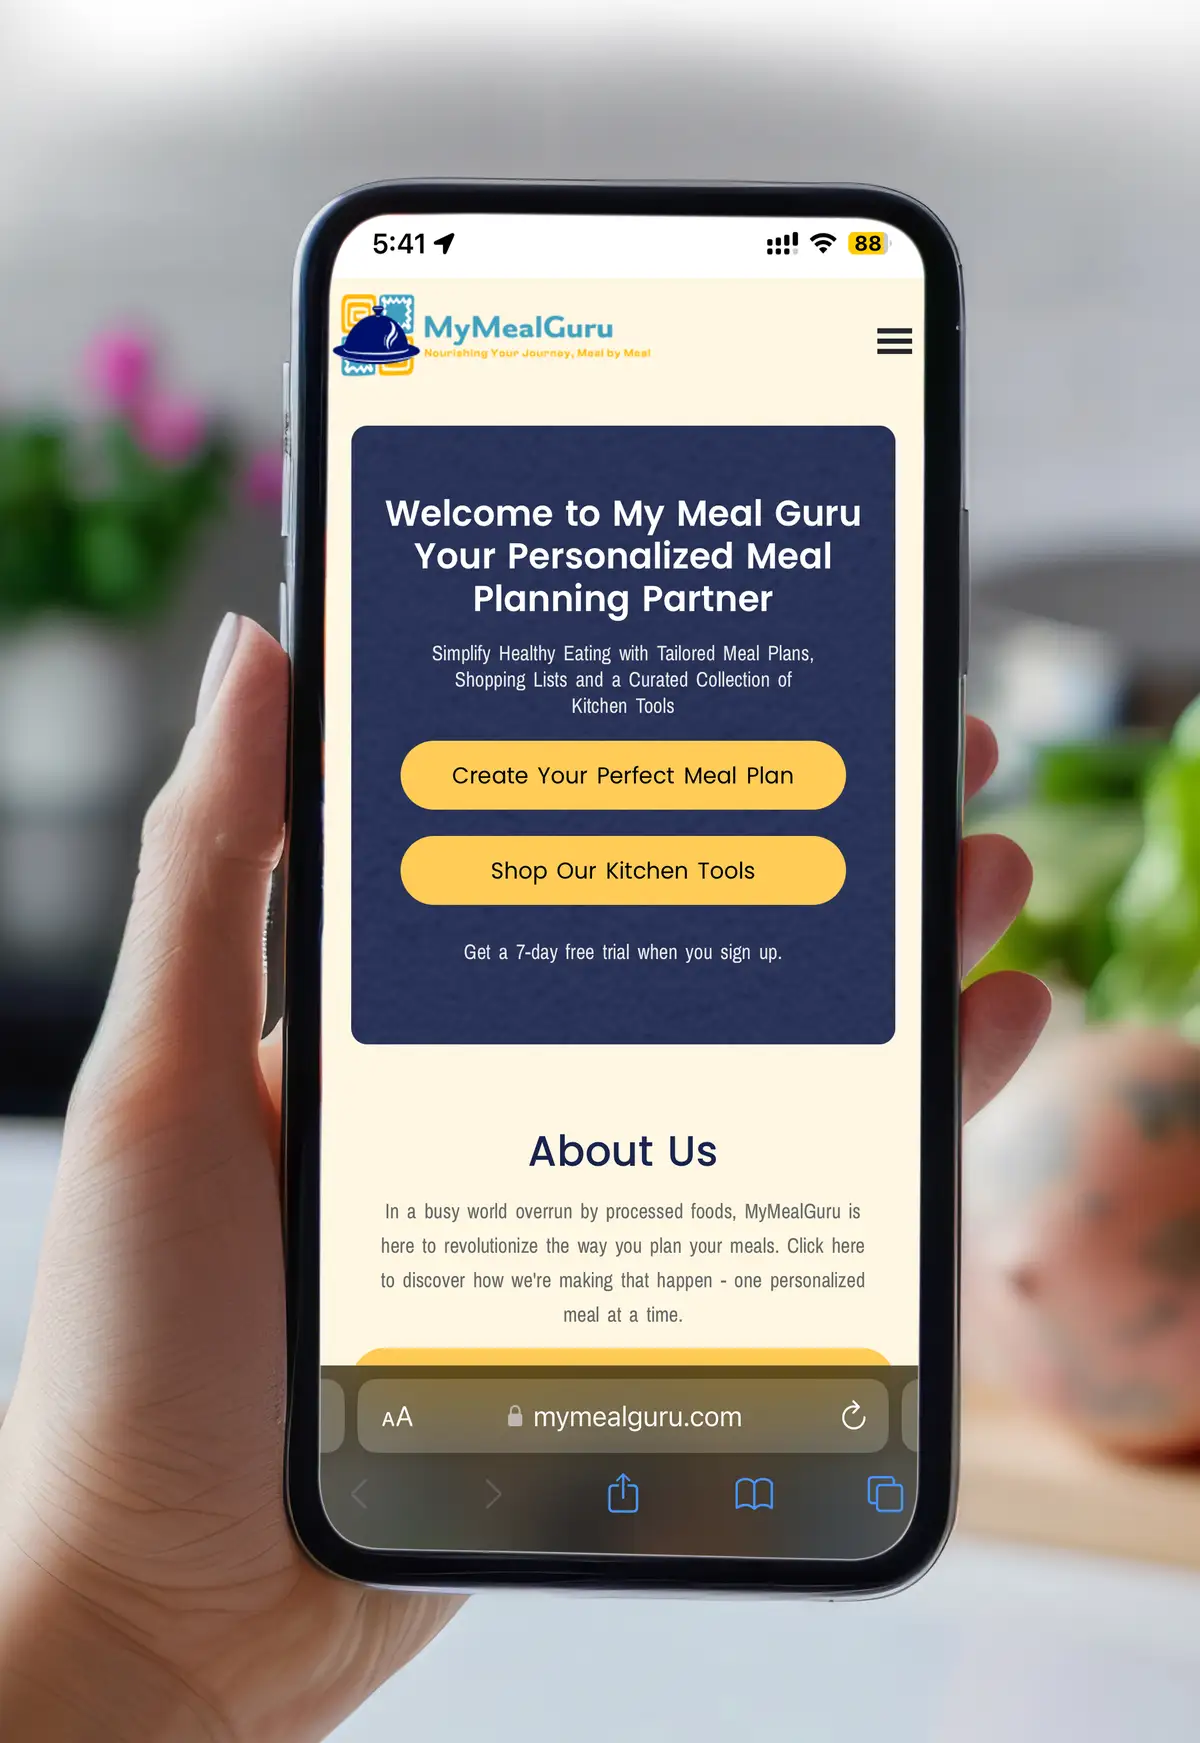 5:41
88
MyMealGuru
Nourishing Your Journey, Meal by Meal
Welcome to My Meal Guru
Your Personalized Meal
Planning Partner
Simplify Healthy Eating with Tailored Meal Plans,
Shopping Lists and a Curated Collection of
Kitchen Tools
Create Your Perfect Meal Plan
Shop Our Kitchen Tools
Get a 7-day free trial when you sign up.
About Us
In a busy world overrun by processed foods, MyMealGuru is
here to revolutionize the way you plan your meals. Click here
to discover how we're making that happen - one personalized
meal at a time.
AA
mymealguru.com